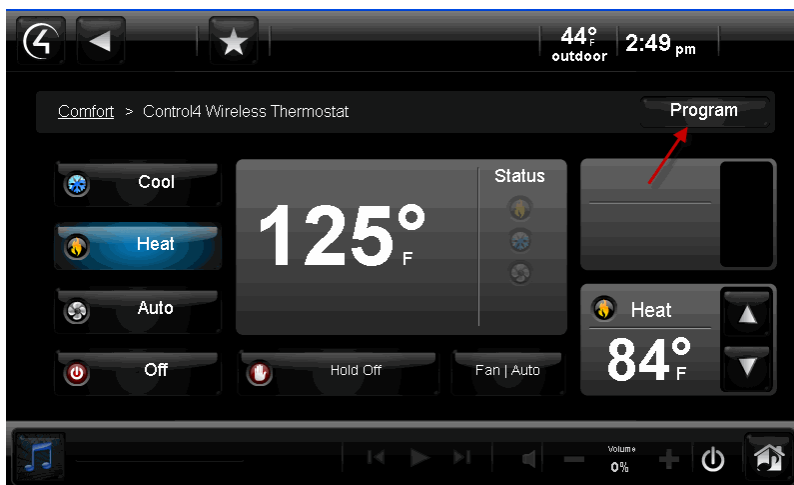 4
44°F
outdoor
2:49 pm
Comfort > Control4 Wireless Thermostat
Program
Cool
Heat
Auto
Off
125°F
Status
Hold Off
Fan | Auto
Heat
84°F
Volume
0%